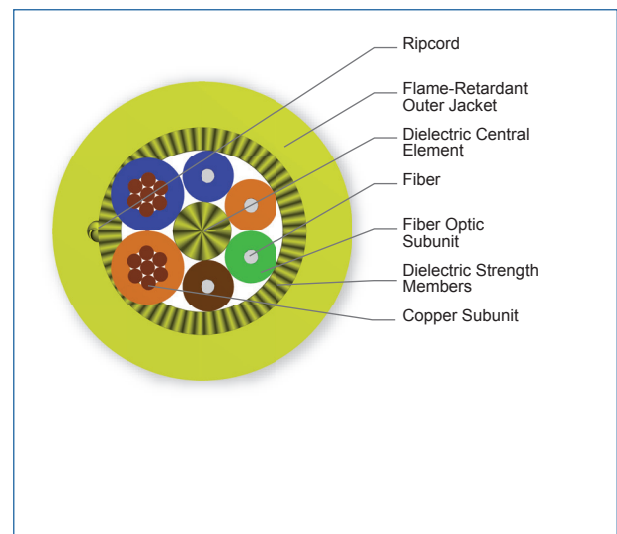 Ripcord
Flame-Retardant
Outer Jacket
Dielectric Central
Element
Fiber
Fiber Optic
Subunit
Dielectric Strength
Members
Copper Subunit